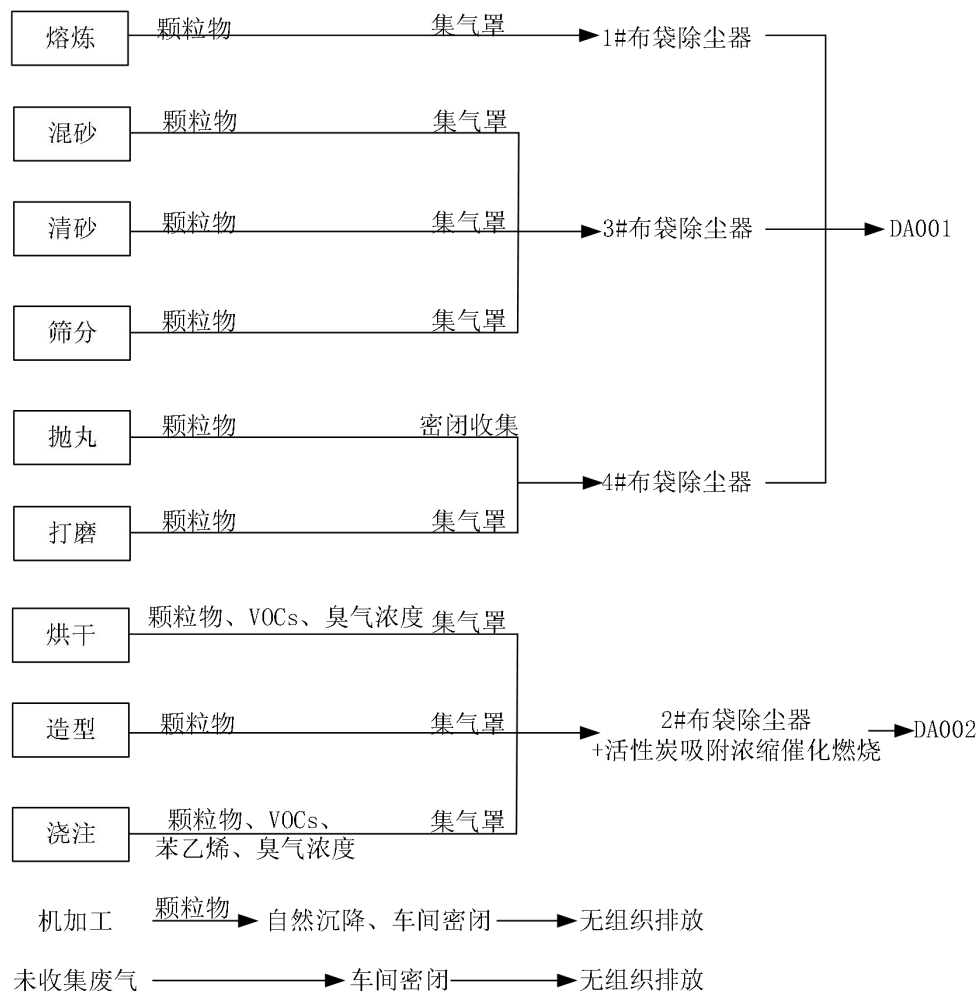 熔炼 颗粒物 集气罩 1#布袋除尘器
混砂 颗粒物 集气罩
清砂 颗粒物 集气罩 3#布袋除尘器 DA001
筛分 颗粒物 集气罩
抛丸 颗粒物 密闭收集
4#布袋除尘器
打磨 颗粒物 集气罩
烘干 颗粒物、VOCs、臭气浓度 集气罩
造型 颗粒物 集气罩 2#布袋除尘器 DA002
+活性炭吸附浓缩催化燃烧
浇注 颗粒物、VOCs、 集气罩
苯乙烯、臭气浓度
机加工 颗粒物 自然沉降、车间密闭 无组织排放
未收集废气 车间密闭 无组织排放